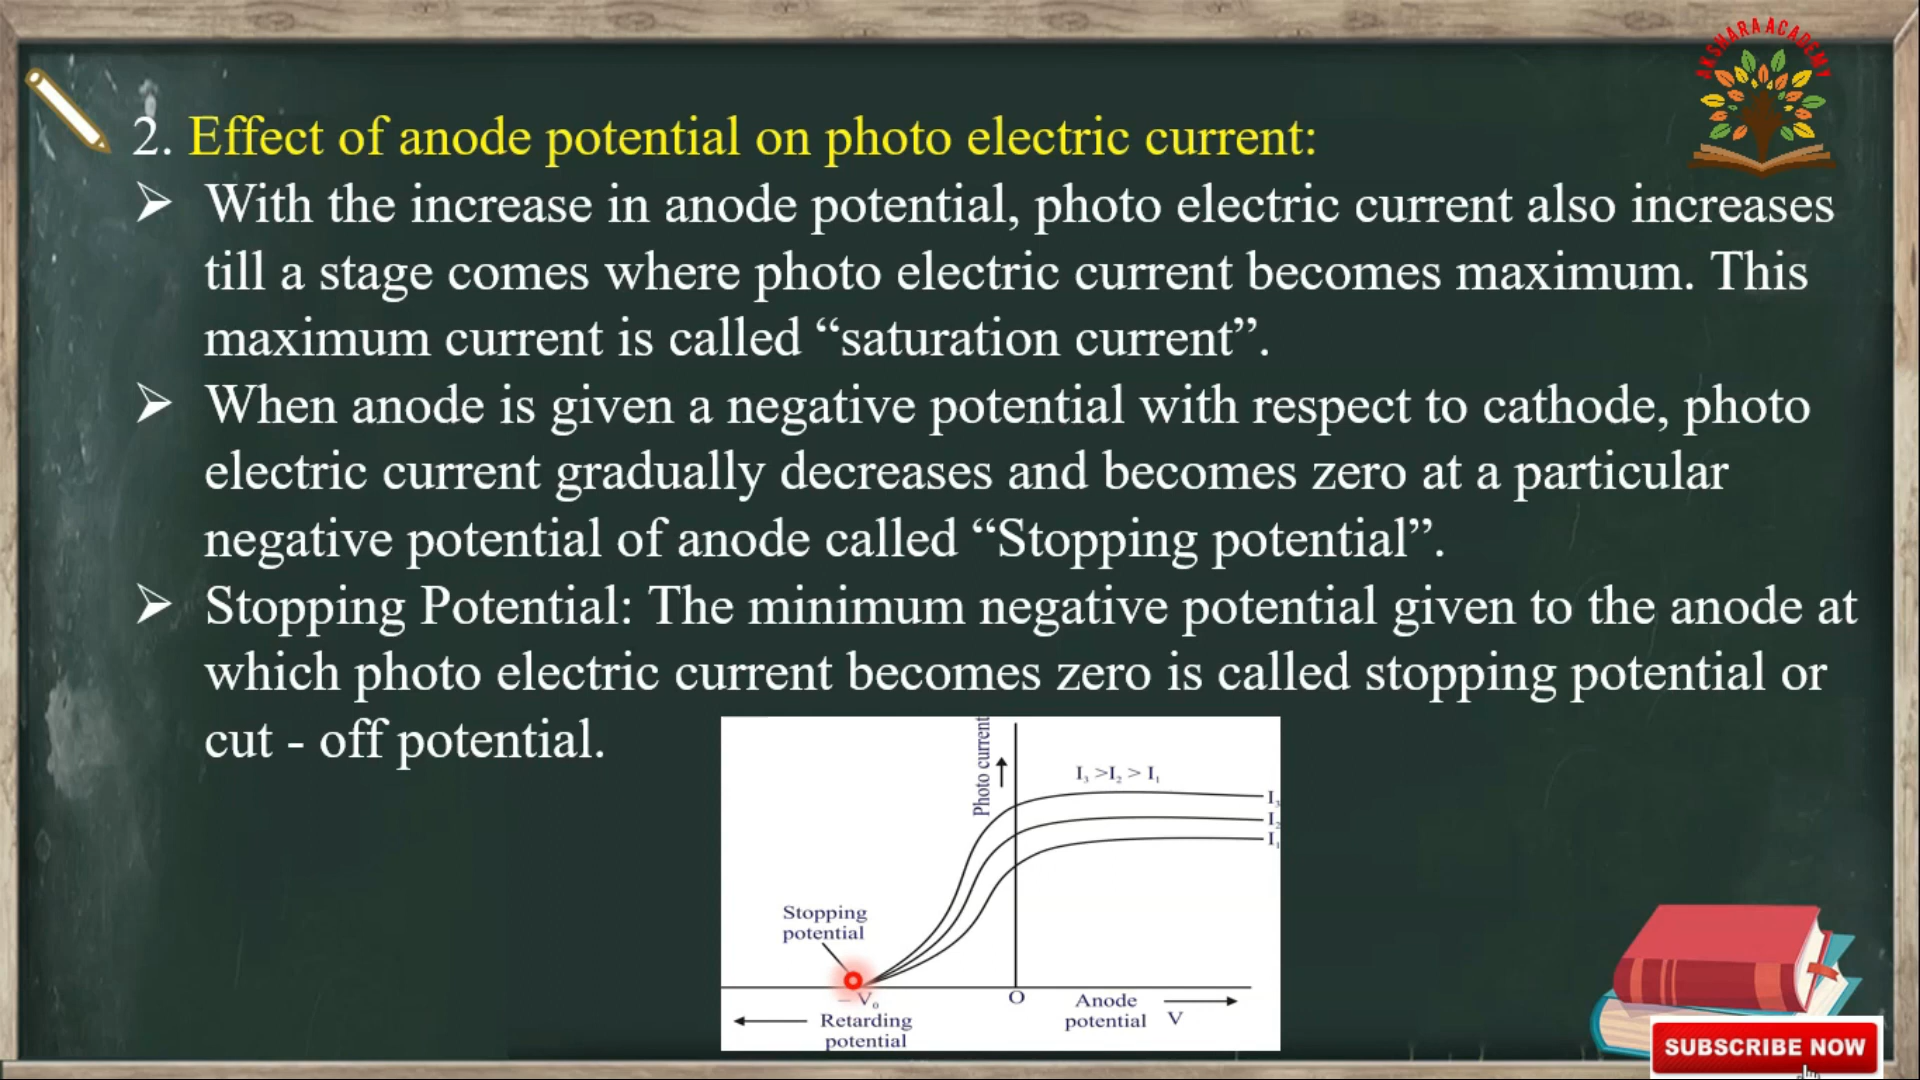 AKSHARA ACADEMY
2. Effect of anode potential on photo electric current:
➢ With the increase in anode potential, photo electric current also increases
till a stage comes where photo electric current becomes maximum. This
maximum current is called “saturation current”.
➢ When anode is given a negative potential with respect to cathode, photo
electric current gradually decreases and becomes zero at a particular
negative potential of anode called “Stopping potential”.
➢ Stopping Potential: The minimum negative potential given to the anode at
which photo electric current becomes zero is called stopping potential or
cut - off potential.
Photo current
I₃ >I₂ > I₁
I₃
I₂
I₁
Stopping
potential
– V₀
O
Anode
potential
V
Retarding
potential
SUBSCRIBE NOW